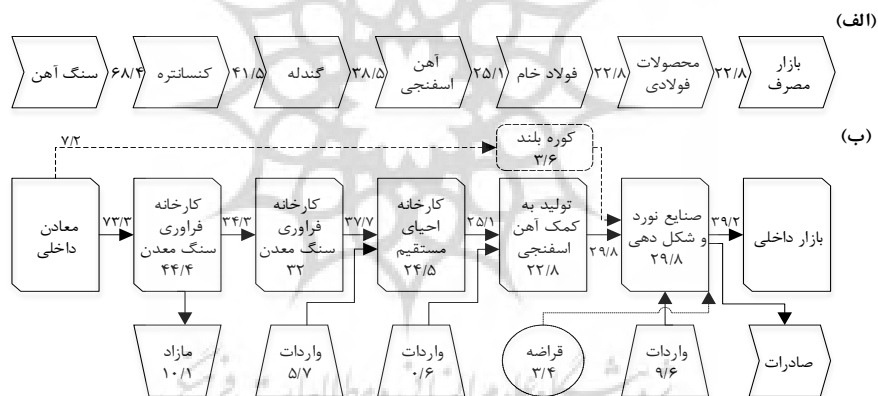 (الف)
سنگ آهن
۶۸/۴
کنسانتره
۴۱/۵
گندله
۳۸/۵
آهن
اسفنجی
۲۵/۱
فولاد خام
۲۲/۸
محصولات
فولادی
۲۲/۸
بازار
مصرف
(ب)
۷/۲
کوره بلند
۳/۶
معادن
داخلی
۷۳/۳
کارخانه
فراوری
سنگ معدن
۴۴/۴
۳۴/۳
کارخانه
فراوری
سنگ معدن
۳۲
۳۷/۷
کارخانه
احیای
مستقیم
۲۴/۵
۲۵/۱
تولید به
کمک آهن
اسفنجی
۲۲/۸
۲۹/۸
صنایع نورد
و شکل دهی
۲۹/۸
۳۹/۲
بازار داخلی
مازاد
۱۰/۱
واردات
۵/۷
واردات
۰/۶
قراضه
۳/۴
واردات
۹/۶
صادرات